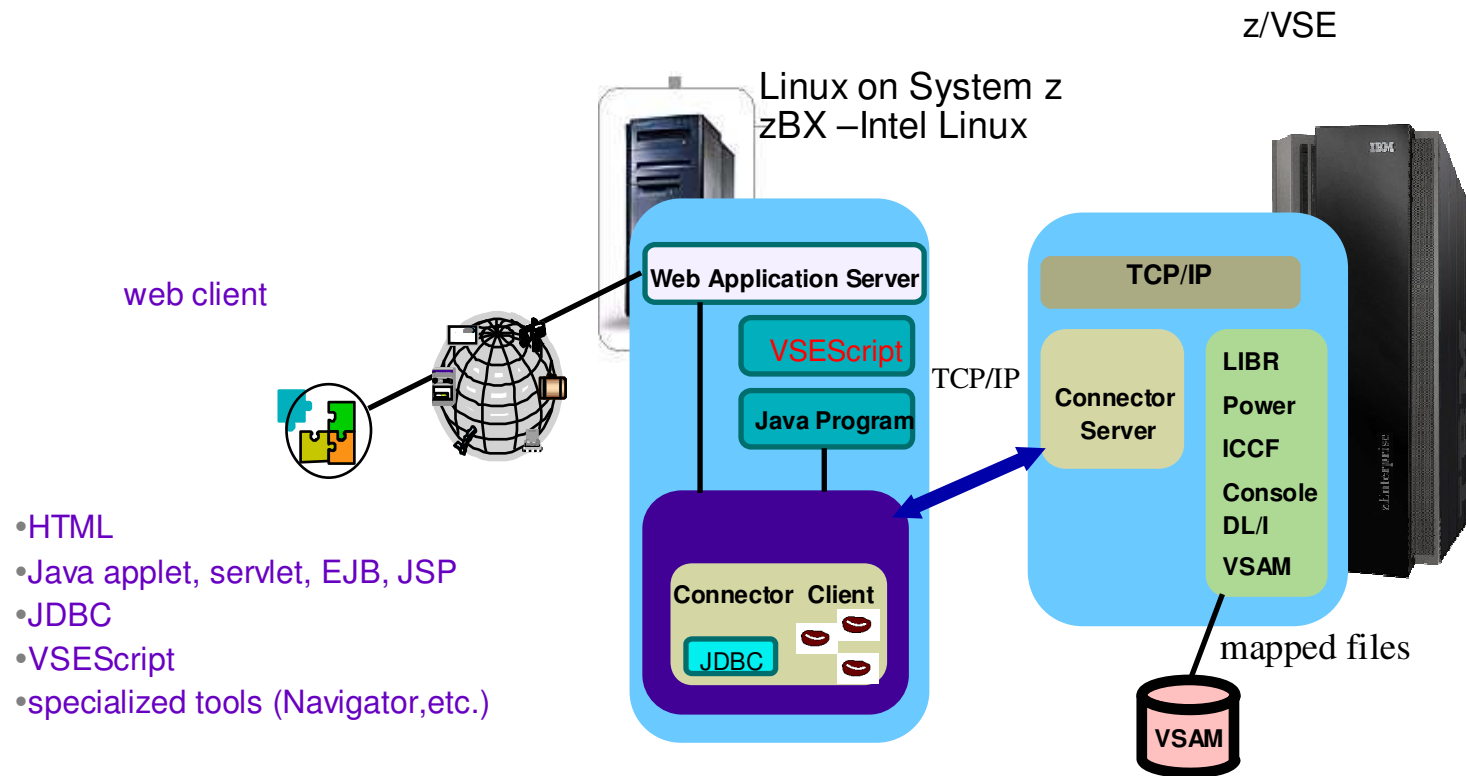 z/VSE
Linux on System z
zBX –Intel Linux
IBM
web client
Web Application Server
VSEScript
Java Program
TCP/IP
TCP/IP
Connector
Server
LIBR
Power
ICCF
Console
DL/I
VSAM
zEnterprise
•HTML
•Java applet, servlet, EJB, JSP
•JDBC
•VSEScript
•specialized tools (Navigator,etc.)
Connector Client
JDBC
mapped files
VSAM